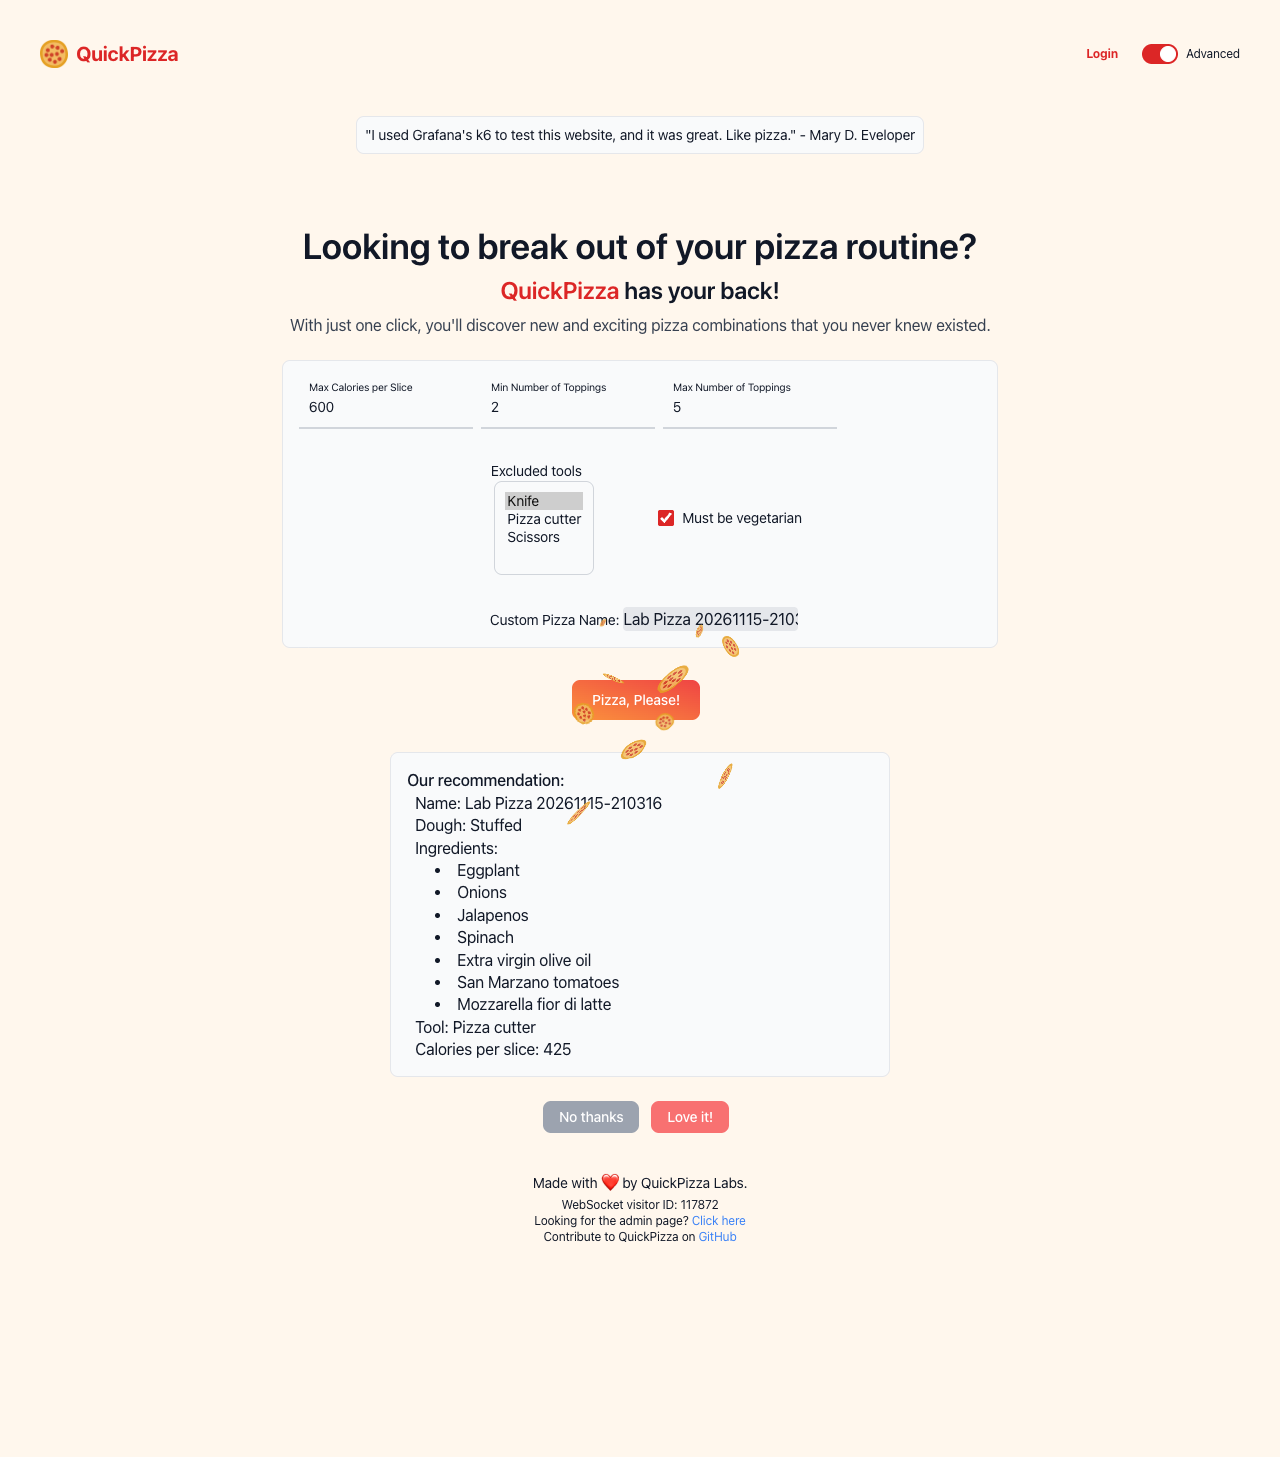 QuickPizza
Login
Advanced
"I used Grafana's k6 to test this website, and it was great. Like pizza." - Mary D. Eveloper
Looking to break out of your pizza routine?
QuickPizza has your back!
With just one click, you'll discover new and exciting pizza combinations that you never knew existed.
Max Calories per Slice
600
Min Number of Toppings
2
Max Number of Toppings
5
Excluded tools
Knife
Pizza cutter
Scissors
Must be vegetarian
Custom Pizza Name: Lab Pizza 20261115-2103
Pizza, Please!
Our recommendation:
Name: Lab Pizza 20261115-210316
Dough: Stuffed
Ingredients:
• Eggplant
• Onions
• Jalapenos
• Spinach
• Extra virgin olive oil
• San Marzano tomatoes
• Mozzarella fior di latte
Tool: Pizza cutter
Calories per slice: 425
No thanks
Love it!
Made with ❤️ by QuickPizza Labs.
WebSocket visitor ID: 117872
Looking for the admin page? Click here
Contribute to QuickPizza on GitHub